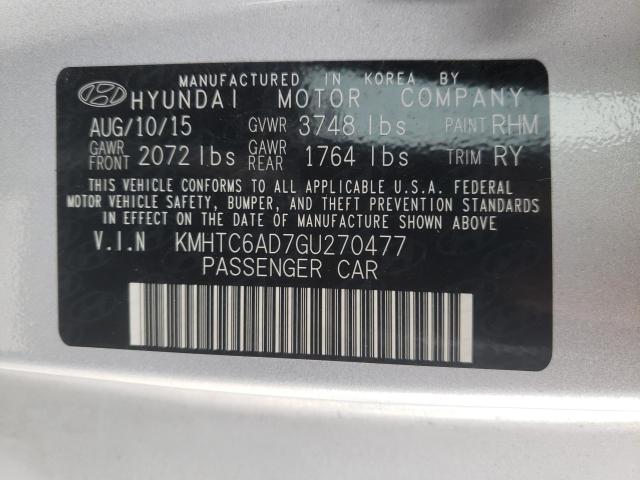 MANUFACTURED IN KOREA BY
HYUNDAI MOTOR COMPANY
AUG/10/15 GVWR 3748 lbs PAINT RHM
GAWR FRONT 2072 lbs GAWR REAR 1764 lbs TRIM RY
THIS VEHICLE CONFORMS TO ALL APPLICABLE U.S.A. FEDERAL
MOTOR VEHICLE SAFETY, BUMPER, AND THEFT PREVENTION STANDARDS
IN EFFECT ON THE DATE OF MANUFACTURE SHOWN ABOVE
V.I.N KMHTC6AD7GU270477
PASSENGER CAR